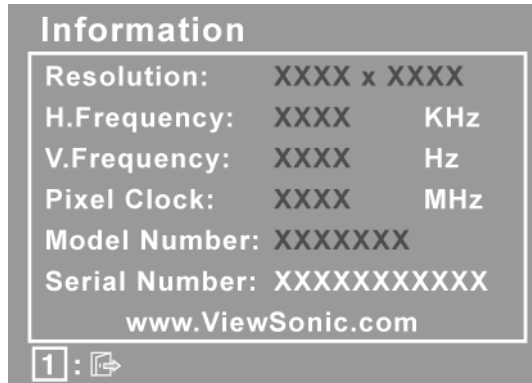 Information
Resolution: XXXX x XXXX
H.Frequency: XXXX KHz
V.Frequency: XXXX Hz
Pixel Clock: XXXX MHz
Model Number: XXXXXXX
Serial Number: XXXXXXXXXXX
www.ViewSonic.com
1 :